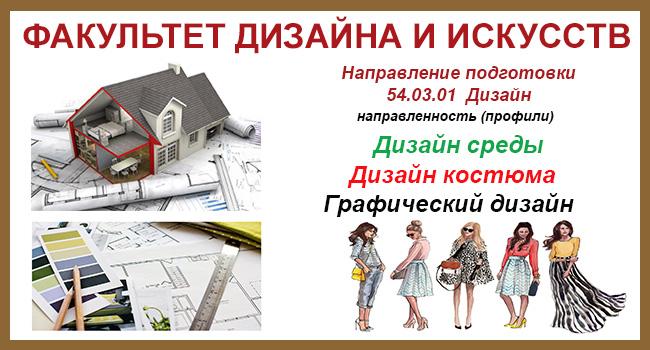 ФАКУЛЬТЕТ ДИЗАЙНА И ИСКУССТВ
Направление подготовки
54.03.01 Дизайн
направленность (профили)
Дизайн среды
Дизайн костюма
Графический дизайн